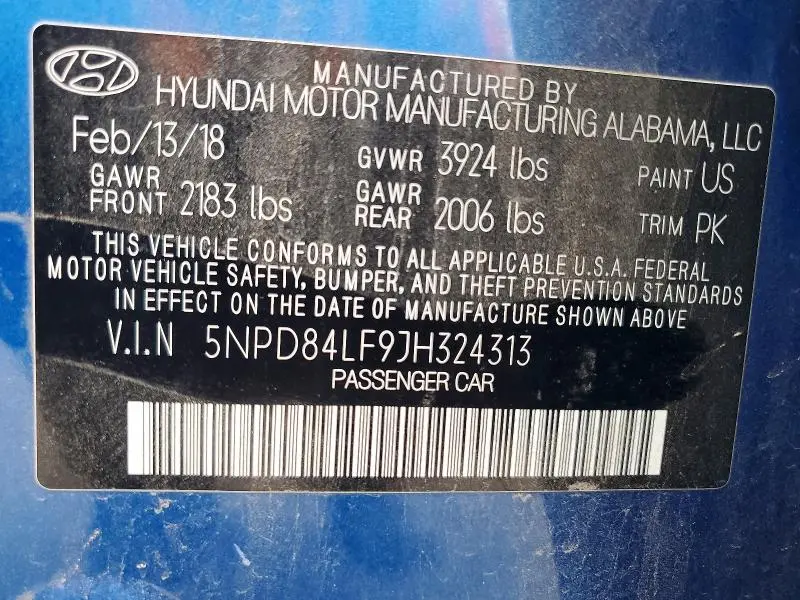 MANUFACTURED BY
HYUNDAI MOTOR MANUFACTURING ALABAMA, LLC
Feb/13/18 GVWR 3924 lbs PAINT US
GAWR FRONT 2183 lbs GAWR REAR 2006 lbs TRIM PK
THIS VEHICLE CONFORMS TO ALL APPLICABLE U.S.A. FEDERAL
MOTOR VEHICLE SAFETY, BUMPER, AND THEFT PREVENTION STANDARDS
IN EFFECT ON THE DATE OF MANUFACTURE SHOWN ABOVE
V.I.N 5NPD84LF9JH324313
PASSENGER CAR